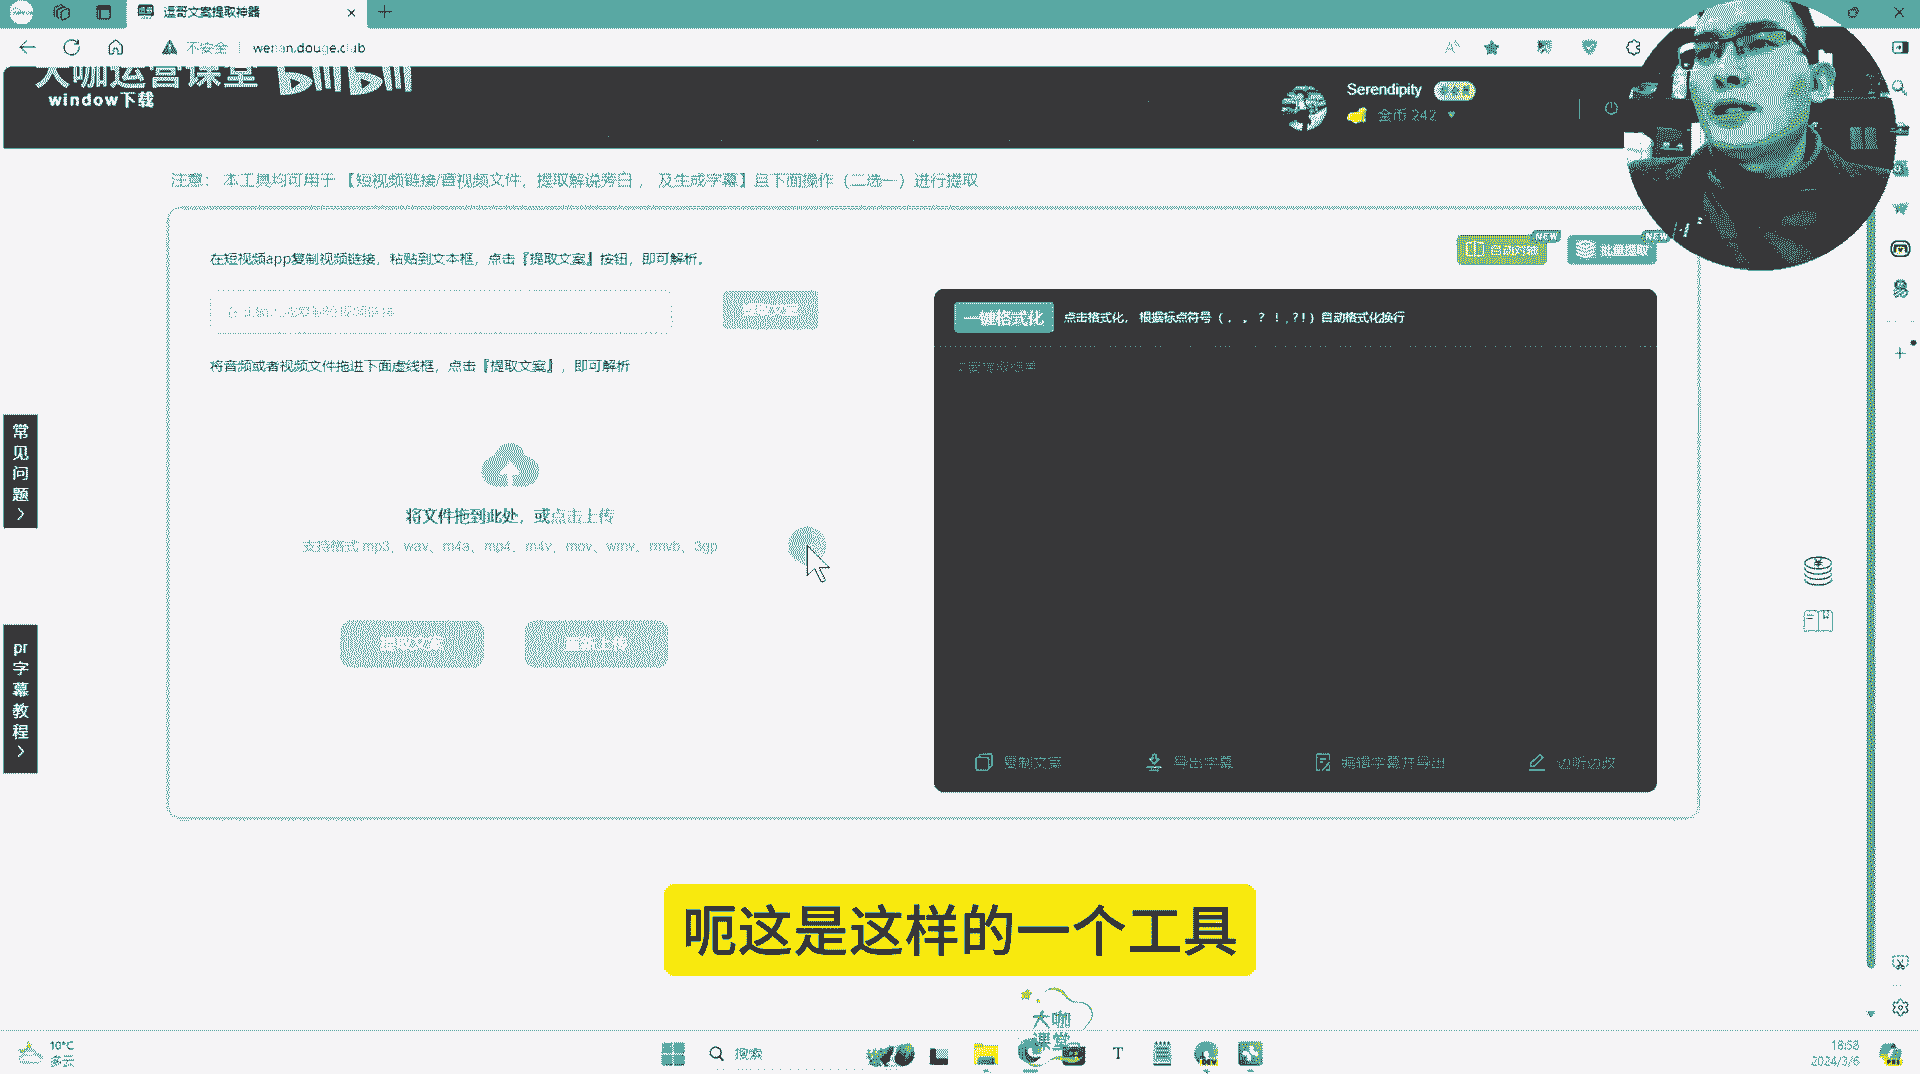 逗哥文案提取神器
不安全
wenan.douge.club
大咖运营课堂 bilibili
window下载
Serendipity
金币 242
注意： 本工具均可用于 【短视频链接/音视频文件，提取解说旁白 ， 及生成字幕】且下面操作（二选一）进行提取
在短视频app复制视频链接，粘贴到文本框，点击『提取文案』按钮，即可解析。
NEW
NEW
自动对轴
批量提取
提取文案
一键格式化
点击格式化， 根据标点符号（ 。 ， ？ ！ ,?!）自动格式化换行
将音频或者视频文件拖进下面虚线框，点击『提取文案』，即可解析
常见问题
将文件拖到此处，或点击上传
支持格式 mp3、wav、m4a、mp4、m4v、mov、wmv、rmvb、3gp
提取文案
重新上传
pr字幕教程
复制文案
导出字幕
编辑字幕并导出
边听边改
呃这是这样的一个工具
大咖
课堂
10°C
多云
搜索
18:58
2024/3/6